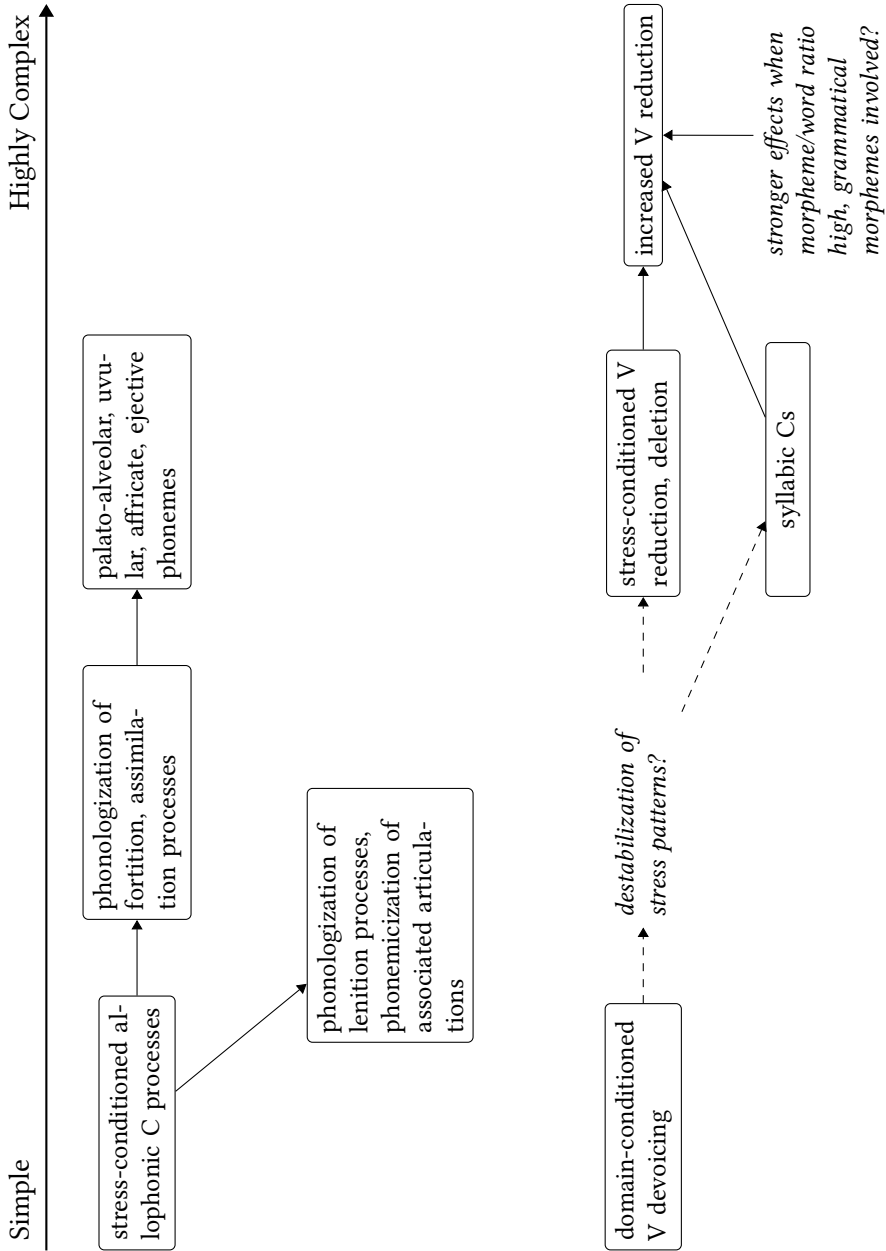 Simple
Highly Complex
stress-conditioned al-
lophonic C processes
phonologization of
fortition, assimila-
tion processes
palato-alveolar, uvu-
lar, affricate, ejective
phonemes
phonologization of
lenition processes,
phonemicization of
associated articula-
tions
domain-conditioned
V devoicing
destabilization of
stress patterns?
stress-conditioned V
reduction, deletion
increased V reduction
syllabic Cs
stronger effects when
morpheme/word ratio
high, grammatical
morphemes involved?